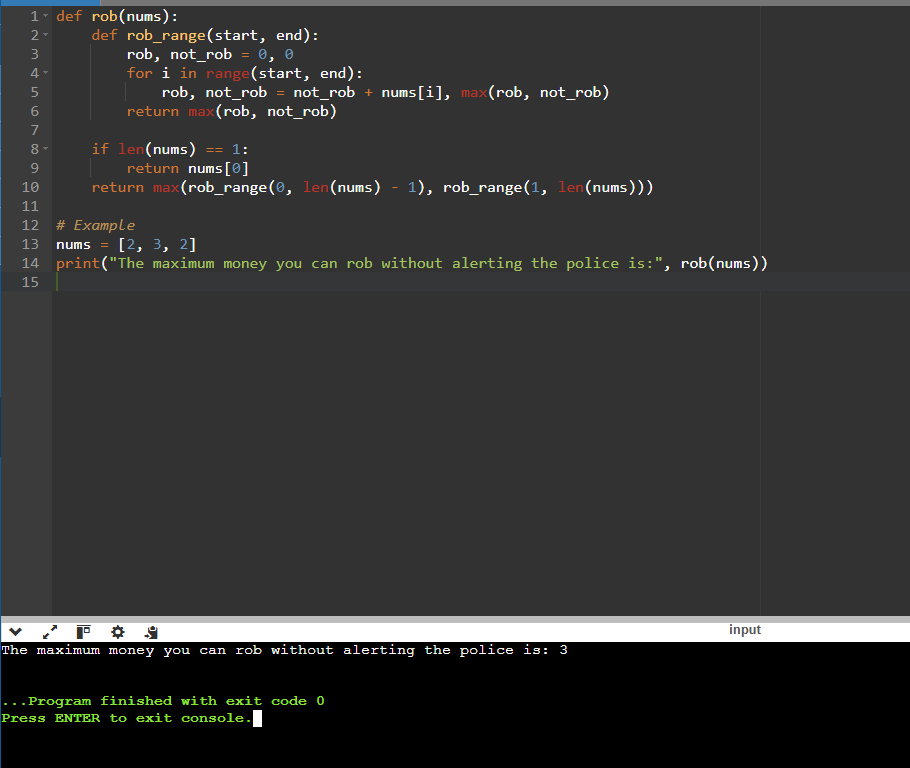 1 def rob(nums):
2     def rob_range(start, end):
3         rob, not_rob = 0, 0
4         for i in range(start, end):
5             rob, not_rob = not_rob + nums[i], max(rob, not_rob)
6         return max(rob, not_rob)
7
8     if len(nums) == 1:
9         return nums[0]
10     return max(rob_range(0, len(nums) - 1), rob_range(1, len(nums)))
11
12 # Example
13 nums = [2, 3, 2]
14 print("The maximum money you can rob without alerting the police is:", rob(nums))
15
input
The maximum money you can rob without alerting the police is: 3
...Program finished with exit code 0
Press ENTER to exit console.